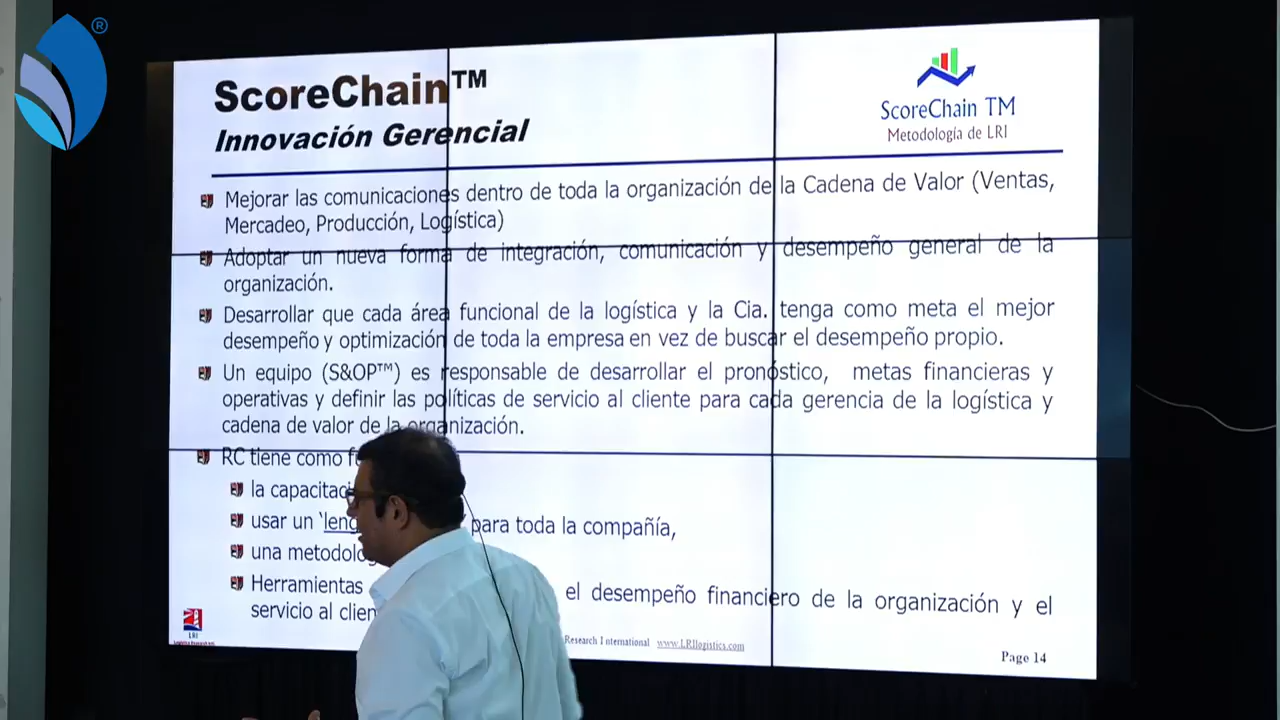 ®
ScoreChain™
Innovación Gerencial
ScoreChain TM
Metodología de LRI
Mejorar las comunicaciones dentro de toda la organización de la Cadena de Valor (Ventas,
Mercadeo, Producción, Logística)
Adoptar un nueva forma de integración, comunicación y desempeño general de la
organización.
Desarrollar que cada área funcional de la logística y la Cia. tenga como meta el mejor
desempeño y optimización de toda la empresa en vez de buscar el desempeño propio.
Un equipo (S&OP™) es responsable de desarrollar el pronóstico, metas financieras y
operativas y definir las políticas de servicio al cliente para cada gerencia de la logística y
cadena de valor de la organización.
RC tiene como
la
usar un para toda la compañía,
una
Herramientas el desempeño financiero de la organización y el
servicio al
LRI
Research International www.LRIlogistics.com
Page 14